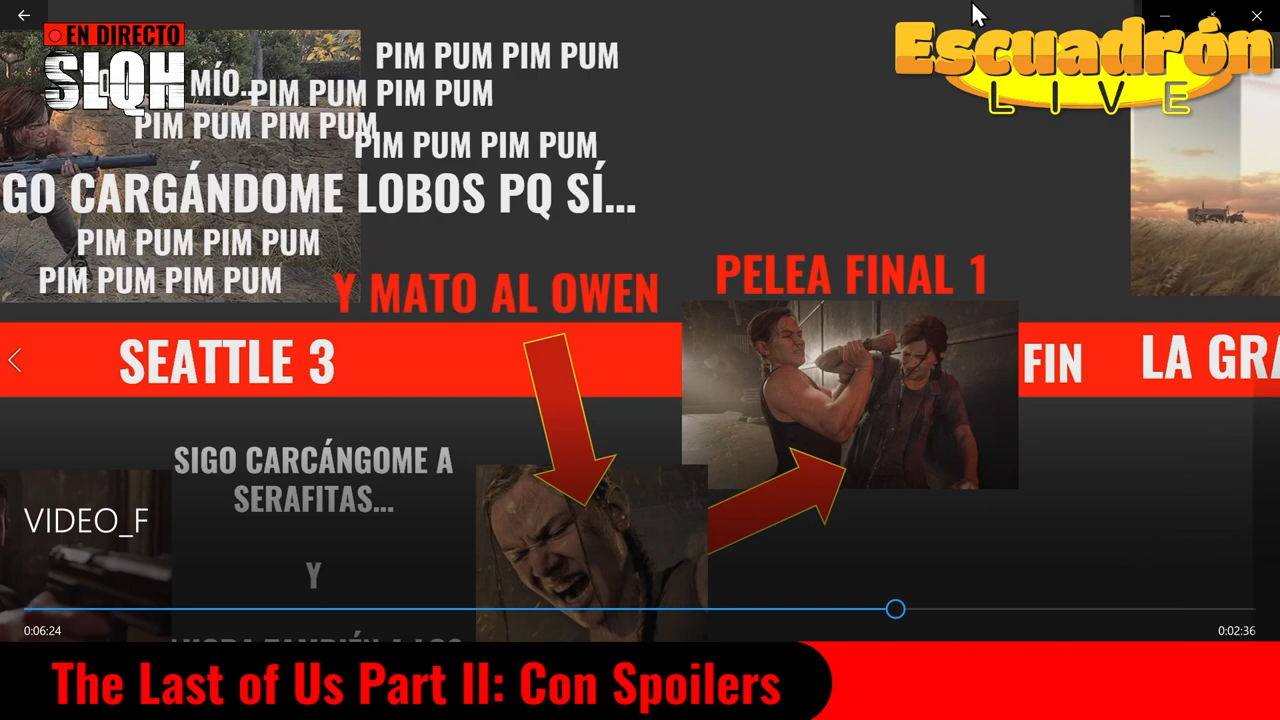 EN DIRECTO
SLQH
Escuadrón
LIVE
PIM PUM PIM PUM
MÍO...
PIM PUM PIM PUM
PIM PUM PIM PUM
PIM PUM PIM PUM
GO CARGÁNDOME LOBOS PQ SÍ...
PIM PUM PIM PUM
PIM PUM PIM PUM
Y MATO AL OWEN
PELEA FINAL 1
SEATTLE 3
FIN
LA GRA
SIGO CARCÁNGOME A
SERAFITAS...
VIDEO_F
Y
0:06:24
0:02:36
The Last of Us Part II: Con Spoilers